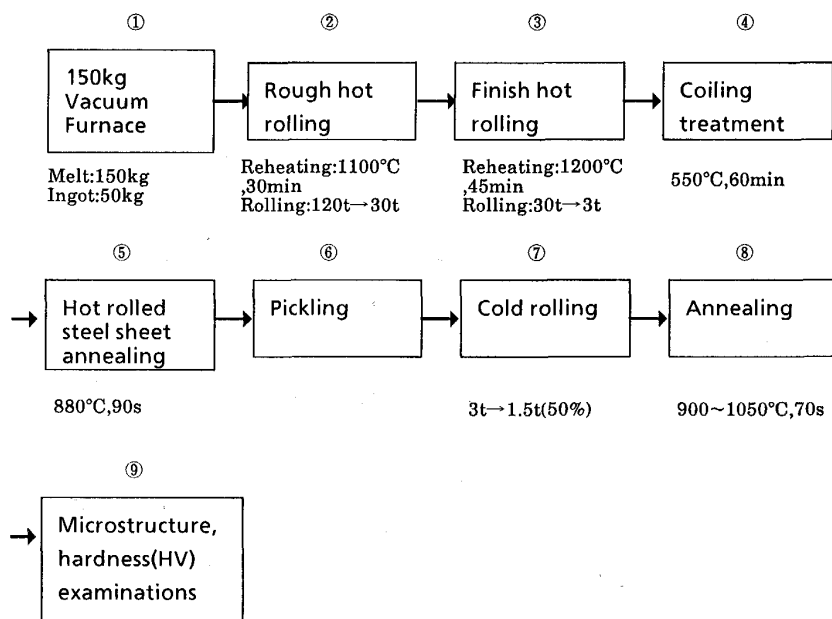 ① ② ③ ④
150kg
Vacuum
Furnace
Rough hot
rolling
Finish hot
rolling
Coiling
treatment
Melt:150kg
Ingot:50kg
Reheating:1100°C
,30min
Rolling:120t→30t
Reheating:1200°C
,45min
Rolling:30t→3t
550°C,60min
⑤ ⑥ ⑦ ⑧
Hot rolled
steel sheet
annealing
Pickling
Cold rolling
Annealing
880°C,90s
3t→1.5t(50%)
900~1050°C,70s
⑨
Microstructure,
hardness(HV)
examinations